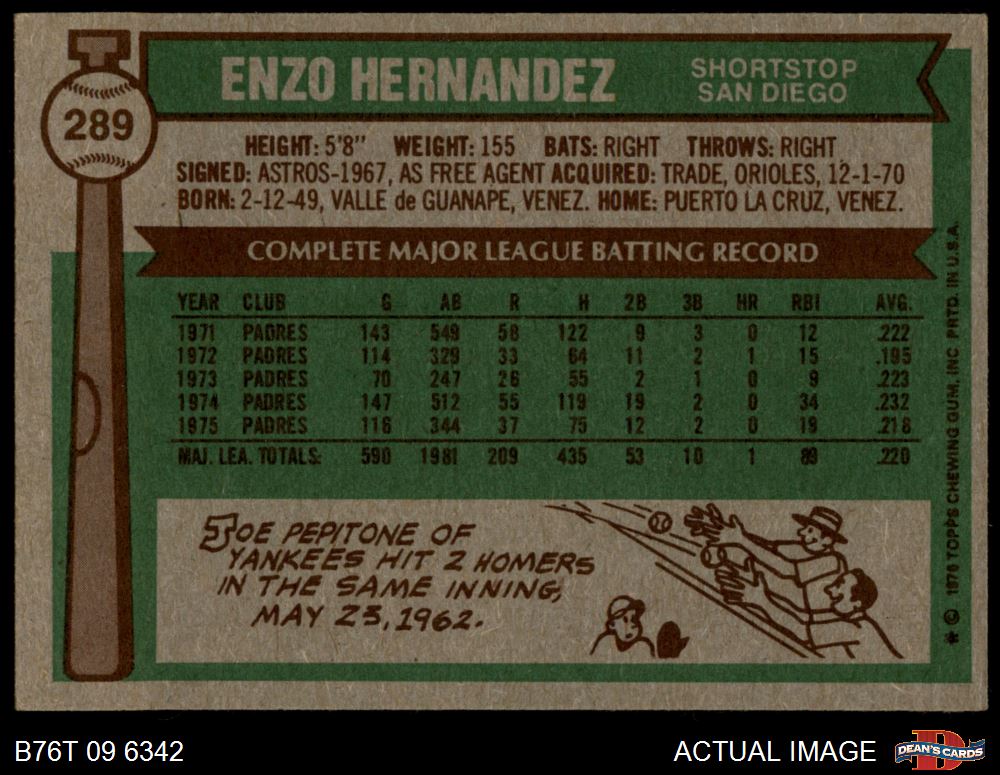 289
ENZO HERNANDEZ
SHORTSTOP
SAN DIEGO
HEIGHT: 5'8" WEIGHT: 155 BATS: RIGHT THROWS: RIGHT
SIGNED: ASTROS-1967, AS FREE AGENT ACQUIRED: TRADE, ORIOLES, 12-1-70
BORN: 2-12-49, VALLE de GUANAPE, VENEZ. HOME: PUERTO LA CRUZ, VENEZ.
COMPLETE MAJOR LEAGUE BATTING RECORD
YEAR CLUB G AB R H 2B 3B HR RBI AVG.
1971 PADRES 143 549 58 122 9 3 0 12 .222
1972 PADRES 114 329 33 64 11 2 1 15 .195
1973 PADRES 70 247 26 55 2 1 0 9 .223
1974 PADRES 147 512 55 119 19 2 0 34 .232
1975 PADRES 116 344 37 75 12 2 0 19 .218
MAJ. LEA. TOTALS: 590 1981 209 435 53 10 1 89 .220
JOE PEPITONE OF
YANKEES HIT 2 HOMERS
IN THE SAME INNING,
MAY 23, 1962.
* © 1976 TOPPS CHEWING GUM, INC PRTD. IN U.S.A.
B76T 09 6342
ACTUAL IMAGE
DEAN'S CARDS